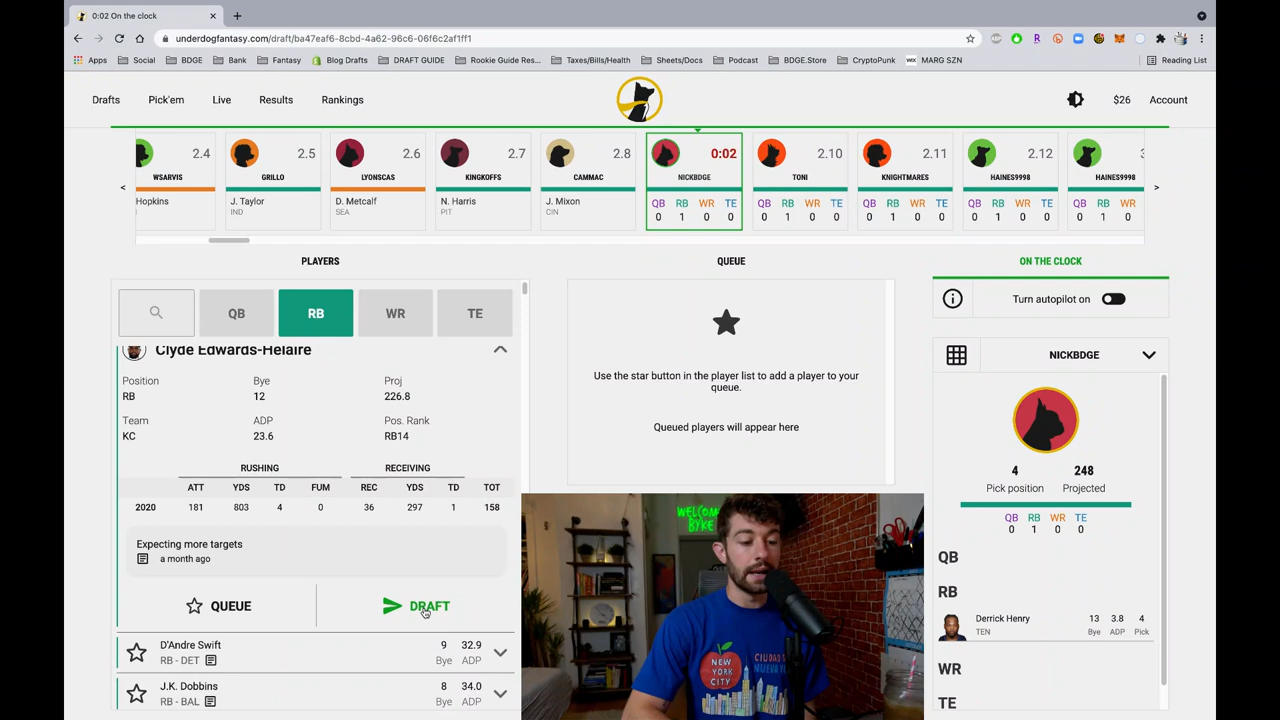 0:02 On the clock
underdogfantasy.com/draft/ba47eaf6-8cbd-4a62-96c6-06f6c2af1ff1
Apps Social BDGE Bank Fantasy Blog Drafts DRAFT GUIDE Rookie Guide Res... Taxes/Bills/Health Sheets/Docs Podcast BDGE.Store CryptoPunk WIX MARG SZN Reading List
Drafts Pick'em Live Results Rankings $26 Account
2.4 2.5 2.6 2.7 2.8 0:02 2.10 2.11 2.12
WSARVIS GRILLO LYONSCAS KINGKOFFS CAMMAC NICKBDGE TONI KNIGHTMARES HAINES9998 HAINES9998
Hopkins J. Taylor D. Metcalf N. Harris J. Mixon QB RB WR TE QB RB WR TE QB RB WR TE QB RB WR TE QB RB WR
IND SEA PIT CIN 0 1 0 0 0 1 0 0 0 1 0 0 0 1 0 0 0 1 0
< >
PLAYERS QUEUE ON THE CLOCK
QB RB WR TE
Turn autopilot on
Clyde Edwards-Helaire
NICKBDGE
Position Bye Proj
RB 12 226.8
Team ADP Pos. Rank
KC 23.6 RB14
RUSHING RECEIVING
ATT YDS TD FUM REC YDS TD TOT
2020 181 803 4 0 36 297 1 158
Expecting more targets
a month ago
QUEUE DRAFT
D'Andre Swift 9 32.9
RB - DET Bye ADP
J.K. Dobbins 8 34.0
RB - BAL Bye ADP
Use the star button in the player list to add a player to your
queue.
Queued players will appear here
4 248
Pick position Projected
QB RB WR TE
0 1 0 0
QB
RB
Derrick Henry 13 3.8 4
TEN Bye ADP Pick
WR
TE
WELCOME
BYKE
NEW
YORK
CITY
CIUDAD
NUEVA